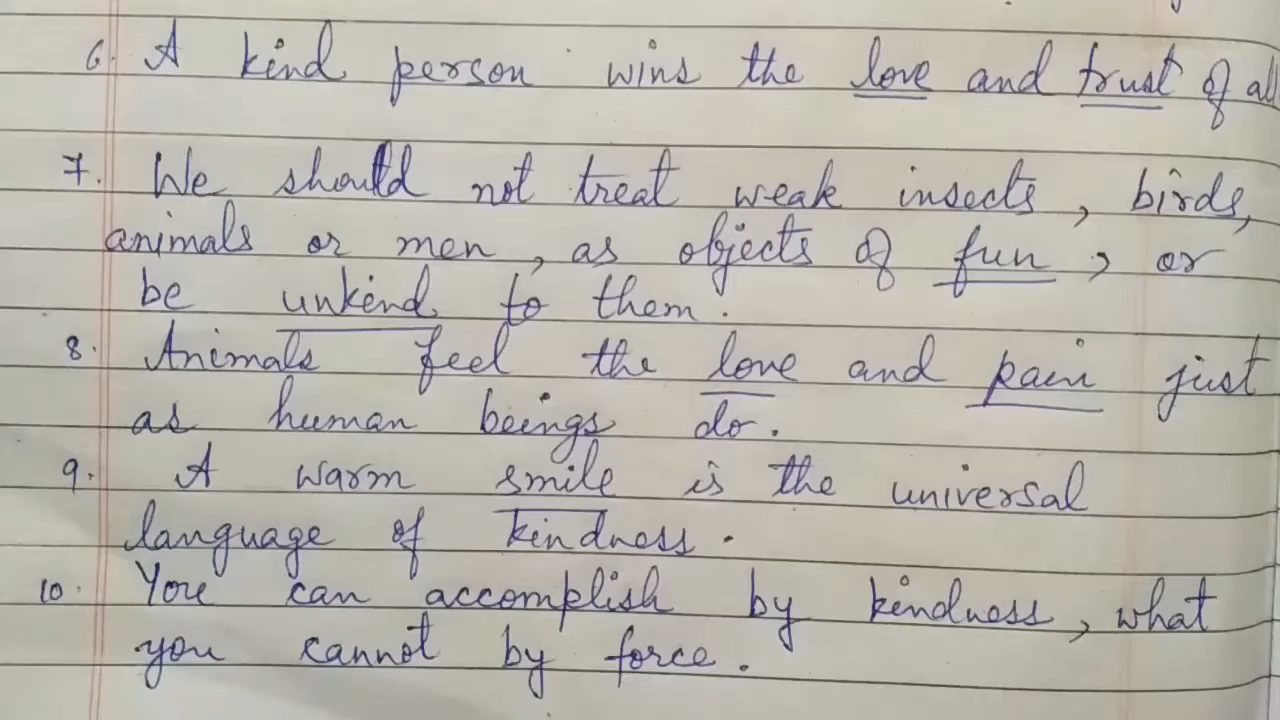 6. A kind person wins the love and trust of all
7. We should not treat weak insects, birds,
animals or men, as objects of fun, or
be unkind to them.
8. Animals feel the love and pain just
as human beings do.
9. A warm smile is the universal
language of kindness.
10. You can accomplish by kindness, what
you cannot by force.